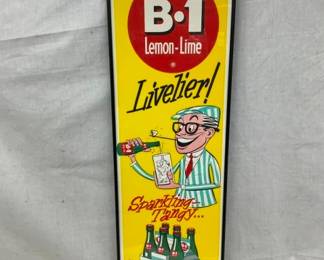 B·1
Lemon-Lime
Livelier!
Sparkling
Tangy...